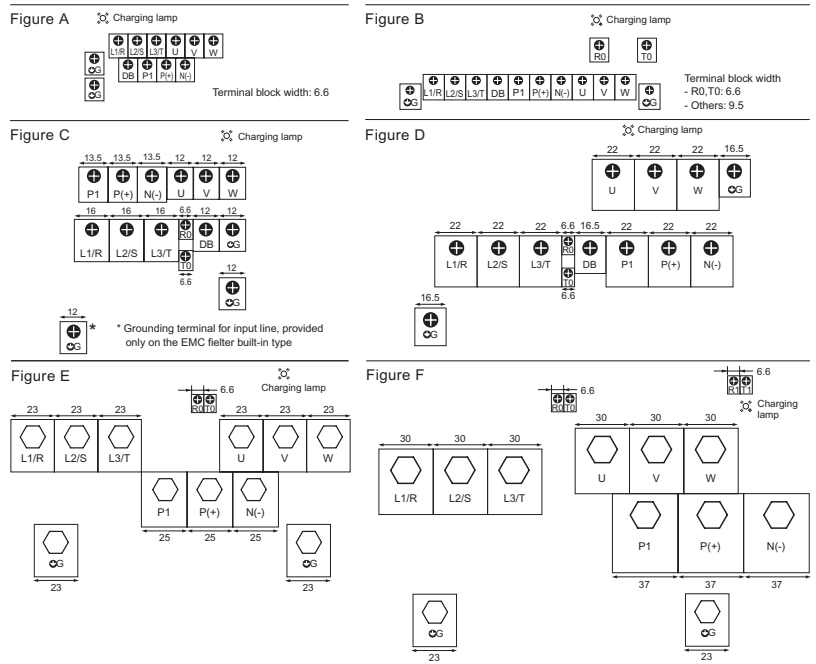 Figure A
Charging lamp
L1/R L2/S L3/T U V W
G DB P1 P(+) N(-)
G
Terminal block width: 6.6
Figure B
Charging lamp
R0 T0
Terminal block width
- R0,T0: 6.6
- Others: 9.5
G L1/R L2/S L3/T DB P1 P(+) N(-) U V W G
Figure C
Charging lamp
13.5 13.5 13.5 12 12 12
P1 P(+) N(-) U V W
16 16 16 6.6 12 12
R0
L1/R L2/S L3/T DB G
T0
6.6
12
G
12
G
*
* Grounding terminal for input line, provided
only on the EMC fielter built-in type
Figure D
Charging lamp
22 22 22 16.5
U V W G
22 22 22 6.6 16.5 22 22 22
R0
L1/R L2/S L3/T DB P1 P(+) N(-)
T0
6.6
16.5
G
Figure E
Charging lamp
6.6
R0 T0
23 23 23 23 23 23
L1/R L2/S L3/T U V W
P1 P(+) N(-)
25 25 25
G G
23 23
Figure F
6.6
R1 T1
Charging
lamp
6.6
R0 T0
30 30 30
U V W
30 30 30
L1/R L2/S L3/T
P1 P(+) N(-)
37 37 37
G G
23 23